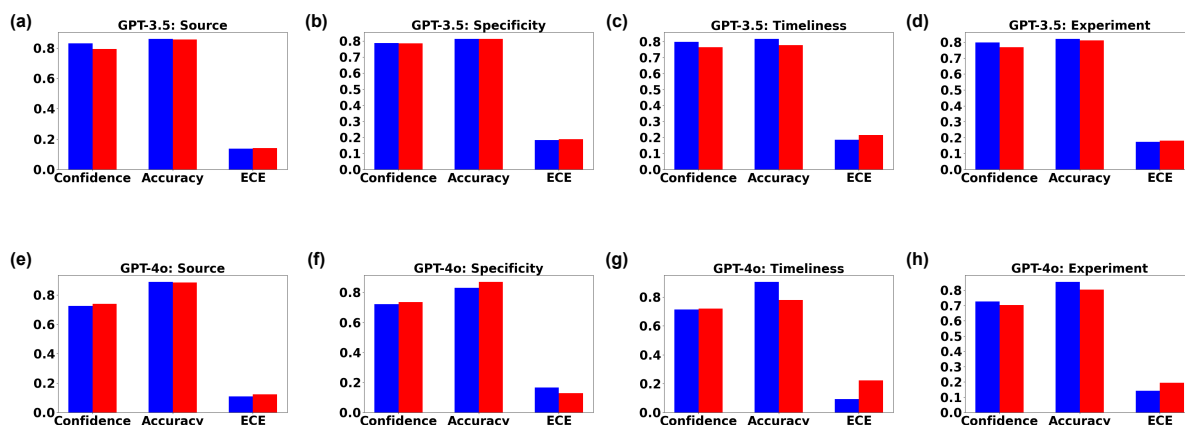 (a)
GPT-3.5: Source
0.8
0.6
0.4
0.2
0.0
Confidence Accuracy ECE
(b)
GPT-3.5: Specificity
0.8
0.7
0.6
0.5
0.4
0.3
0.2
0.1
0.0
Confidence Accuracy ECE
(c)
GPT-3.5: Timeliness
0.8
0.7
0.6
0.5
0.4
0.3
0.2
0.1
0.0
Confidence Accuracy ECE
(d)
GPT-3.5: Experiment
0.8
0.7
0.6
0.5
0.4
0.3
0.2
0.1
0.0
Confidence Accuracy ECE
(e)
GPT-4o: Source
0.8
0.6
0.4
0.2
0.0
Confidence Accuracy ECE
(f)
GPT-4o: Specificity
0.8
0.6
0.4
0.2
0.0
Confidence Accuracy ECE
(g)
GPT-4o: Timeliness
0.8
0.6
0.4
0.2
0.0
Confidence Accuracy ECE
(h)
GPT-4o: Experiment
0.8
0.7
0.6
0.5
0.4
0.3
0.2
0.1
0.0
Confidence Accuracy ECE